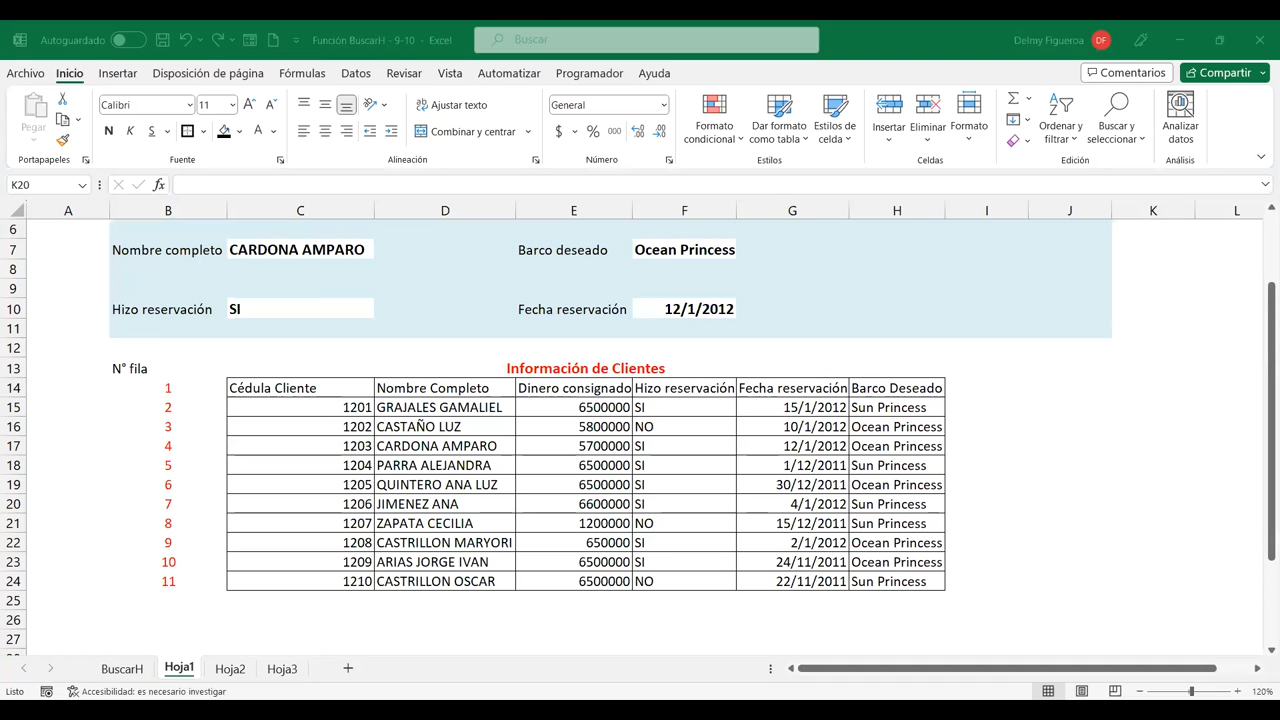 Autoguardado
Función BuscarH - 9-10 - Excel
Buscar
Delmy Figueroa DF
Archivo Inicio Insertar Disposición de página Fórmulas Datos Revisar Vista Automatizar Programador Ayuda Comentarios Compartir
Pegar
Calibri 11
Ajustar texto
General
Formato condicional
Dar formato como tabla
Estilos de celda
Insertar
Eliminar
Formato
Ordenar y filtrar
Buscar y seleccionar
Analizar datos
N K S
Combinar y centrar
$ % 000
Portapapeles Fuente Alineación Número Estilos Celdas Edición Análisis
K20 fx
A B C D E F G H I J K L
6
7 Nombre completo CARDONA AMPARO Barco deseado Ocean Princess
8
9
10 Hizo reservación SI Fecha reservación 12/1/2012
11
12
13 N° fila Información de Clientes
14 1 Cédula Cliente Nombre Completo Dinero consignado Hizo reservación Fecha reservación Barco Deseado
15 2 1201 GRAJALES GAMALIEL 6500000 SI 15/1/2012 Sun Princess
16 3 1202 CASTAÑO LUZ 5800000 NO 10/1/2012 Ocean Princess
17 4 1203 CARDONA AMPARO 5700000 SI 12/1/2012 Ocean Princess
18 5 1204 PARRA ALEJANDRA 6500000 SI 1/12/2011 Sun Princess
19 6 1205 QUINTERO ANA LUZ 6500000 SI 30/12/2011 Ocean Princess
20 7 1206 JIMENEZ ANA 6600000 SI 4/1/2012 Sun Princess
21 8 1207 ZAPATA CECILIA 1200000 NO 15/12/2011 Sun Princess
22 9 1208 CASTRILLON MARYORI 650000 SI 2/1/2012 Ocean Princess
23 10 1209 ARIAS JORGE IVAN 6500000 SI 24/11/2011 Ocean Princess
24 11 1210 CASTRILLON OSCAR 6500000 NO 22/11/2011 Sun Princess
25
26
27
BuscarH Hoja1 Hoja2 Hoja3
Listo Accesibilidad: es necesario investigar 120%